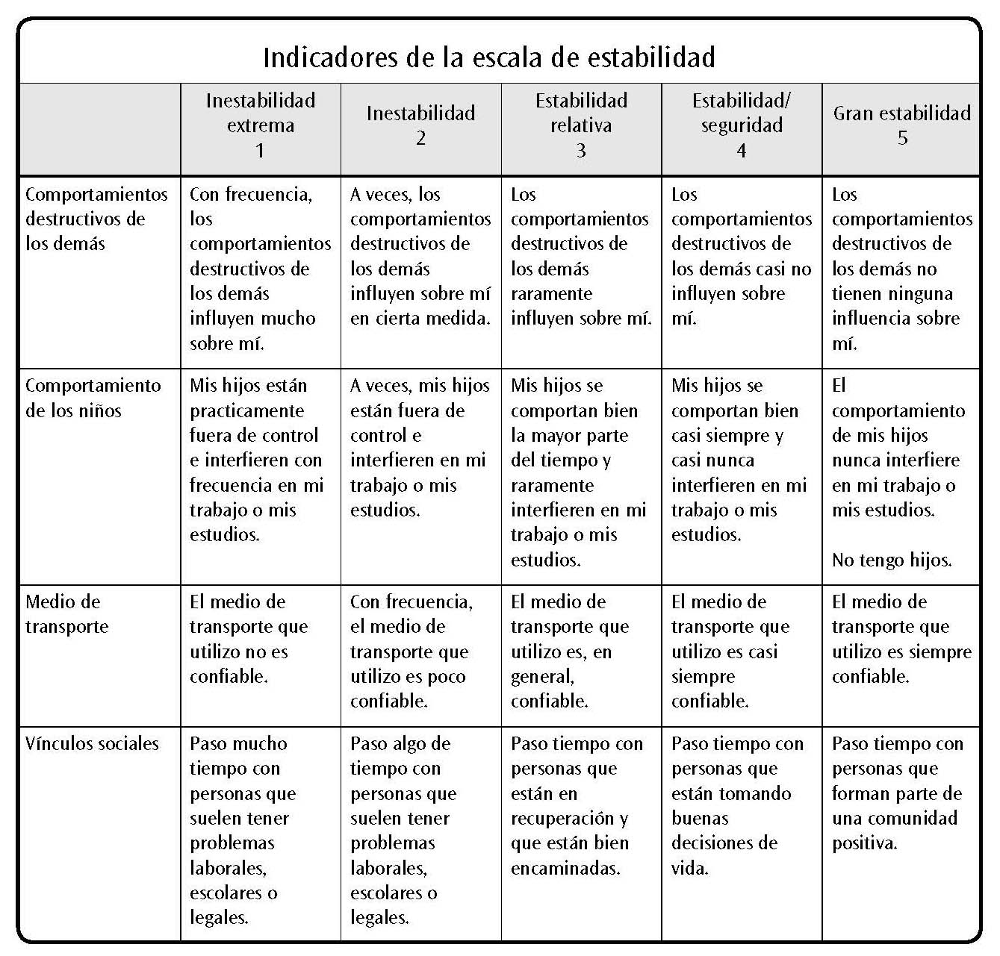 Indicadores de la escala de estabilidad
Inestabilidad
extrema
1
Inestabilidad
2
Estabilidad
relativa
3
Estabilidad/
seguridad
4
Gran estabilidad
5
Comportamientos
destructivos de
los demás
Con frecuencia,
los
comportamientos
destructivos de
los demás
influyen mucho
sobre mí.
A veces, los
comportamientos
destructivos de
los demás
influyen sobre mí
en cierta medida.
Los
comportamientos
destructivos de
los demás
raramente
influyen sobre mí.
Los
comportamientos
destructivos de
los demás casi no
influyen sobre
mí.
Los
comportamientos
destructivos de
los demás no
tienen ninguna
influencia sobre
mí.
Comportamiento
de los niños
Mis hijos están
practicamente
fuera de control
e interfieren con
frecuencia en mi
trabajo o mis
estudios.
A veces, mis hijos
están fuera de
control e
interfieren en mi
trabajo o mis
estudios.
Mis hijos se
comportan bien
la mayor parte
del tiempo y
raramente
interfieren en mi
trabajo o mis
estudios.
Mis hijos se
comportan bien
casi siempre y
casi nunca
interfieren en mi
trabajo o mis
estudios.
El
comportamiento
de mis hijos
nunca interfiere
en mi trabajo o
mis estudios.
No tengo hijos.
Medio de
transporte
El medio de
transporte que
utilizo no es
confiable.
Con frecuencia,
el medio de
transporte que
utilizo es poco
confiable.
El medio de
transporte que
utilizo es, en
general,
confiable.
El medio de
transporte que
utilizo es casi
siempre
confiable.
El medio de
transporte que
utilizo es siempre
confiable.
Vínculos sociales
Paso mucho
tiempo con
personas que
suelen tener
problemas
laborales,
escolares o
legales.
Paso algo de
tiempo con
personas que
suelen tener
problemas
laborales,
escolares o
legales.
Paso tiempo con
personas que
están en
recuperación y
que están bien
encaminadas.
Paso tiempo con
personas que
están tomando
buenas
decisiones de
vida.
Paso tiempo con
personas que
forman parte de
una comunidad
positiva.